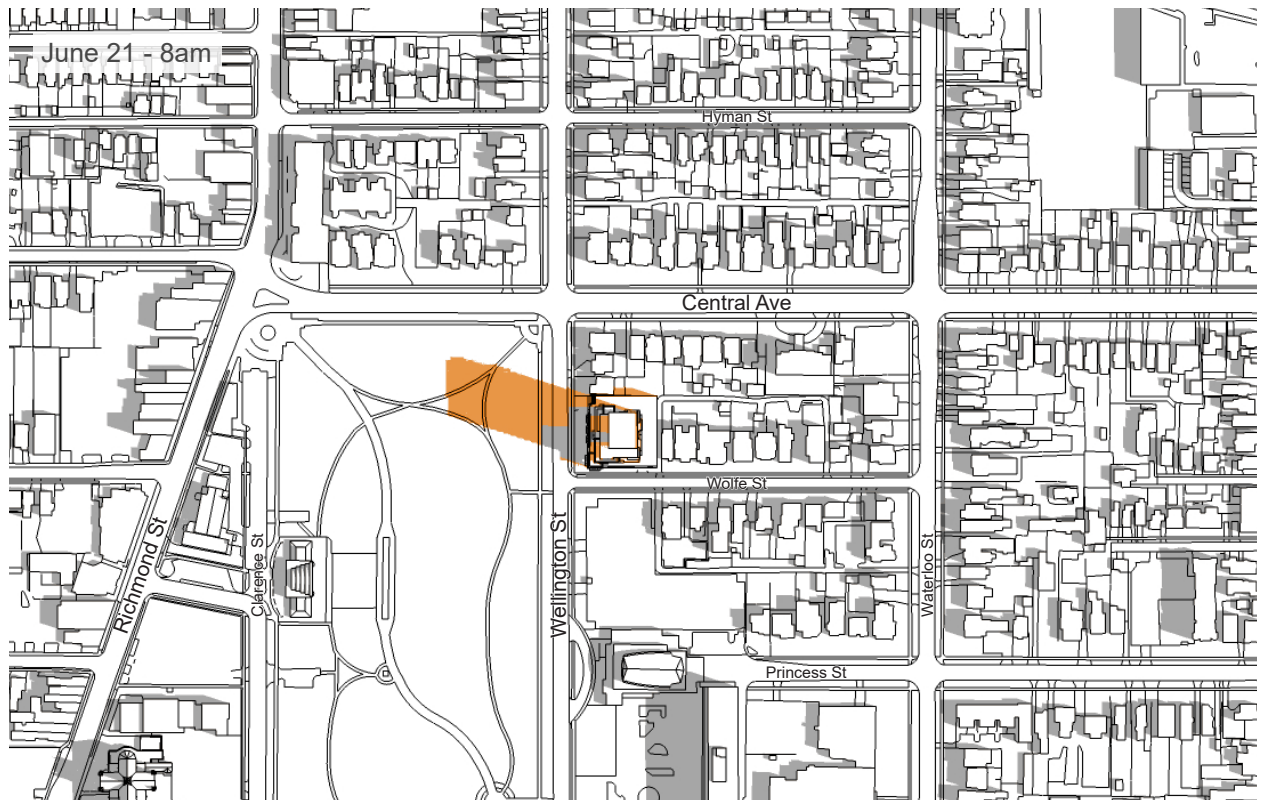 June 21 - 8am
Hyman St
Central Ave
Wolfe St
Richmond St
Clarence St
Wellington St
Waterloo St
Princess St